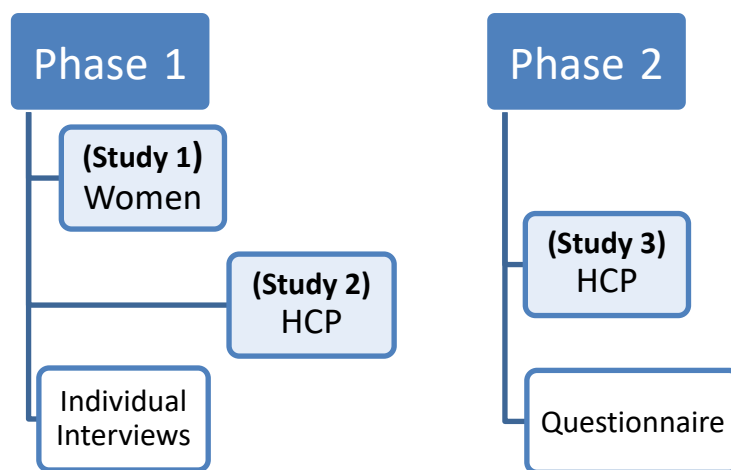 Phase 1
(Study 1)
Women
(Study 2)
HCP
Individual
Interviews
Phase 2
(Study 3)
HCP
Questionnaire